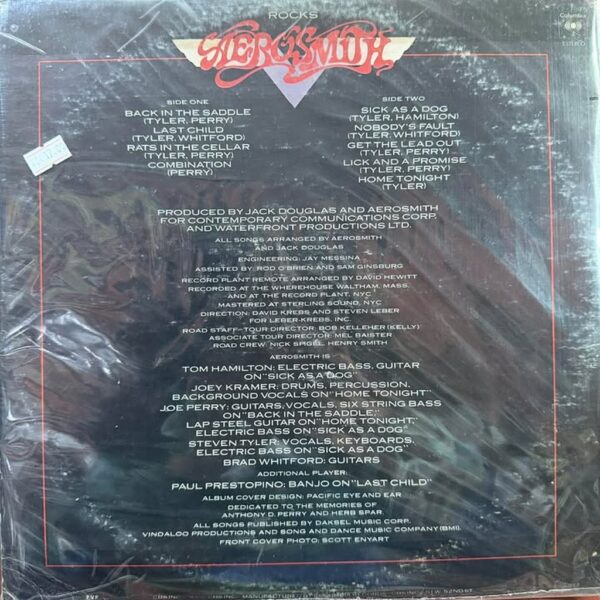 ROCKS
AEROSMITH
Columbia
SIDE ONE
BACK IN THE SADDLE
(TYLER, PERRY)
LAST CHILD
(TYLER, WHITFORD)
RATS IN THE CELLAR
(TYLER, PERRY)
COMBINATION
(PERRY)
SIDE TWO
SICK AS A DOG
(TYLER, HAMILTON)
NOBODY'S FAULT
(TYLER, WHITFORD)
GET THE LEAD OUT
(TYLER, PERRY)
LICK AND A PROMISE
(TYLER, PERRY)
HOME TONIGHT
(TYLER)
PRODUCED BY JACK DOUGLAS AND AEROSMITH
FOR CONTEMPORARY COMMUNICATIONS CORP.
AND WATERFRONT PRODUCTIONS LTD.
ALL SONGS ARRANGED BY AEROSMITH
AND JACK DOUGLAS
ENGINEERING: JAY MESSINA
ASSISTED BY: ROD O'BRIEN AND SAM GINSBURG
RECORD PLANT REMOTE ARRANGED BY DAVID HEWITT
RECORDED AT THE WHEREHOUSE WALTHAM, MASS.
AND AT THE RECORD PLANT, NYC
MASTERED AT STERLING SOUND, NYC
DIRECTION: DAVID KREBS AND STEVEN LEBER
FOR LEBER-KREBS, INC.
ROAD STAFF-TOUR DIRECTOR: BOB KELLEHER (KELLY)
ASSOCIATE TOUR DIRECTOR: MEL BAISTER
ROAD CREW: NICK SPIGEL, HENRY SMITH
AEROSMITH IS
TOM HAMILTON: ELECTRIC BASS, GUITAR
ON "SICK AS A DOG"
JOEY KRAMER: DRUMS, PERCUSSION,
BACKGROUND VOCALS ON "HOME TONIGHT"
JOE PERRY: GUITARS, VOCALS, SIX STRING BASS
ON "BACK IN THE SADDLE,"
LAP STEEL GUITAR ON "HOME TONIGHT,"
ELECTRIC BASS ON "SICK AS A DOG"
STEVEN TYLER: VOCALS, KEYBOARDS,
ELECTRIC BASS ON "SICK AS A DOG"
BRAD WHITFORD: GUITARS
ADDITIONAL PLAYER:
PAUL PRESTOPINO: BANJO ON "LAST CHILD"
ALBUM COVER DESIGN: PACIFIC EYE AND EAR
DEDICATED TO THE MEMORIES OF
ANTHONY D. PERRY AND HERB SPAR.
ALL SONGS PUBLISHED BY DAKSEL MUSIC CORP.
VINDALOO PRODUCTIONS AND SONG AND DANCE MUSIC COMPANY (BMI).
FRONT COVER PHOTO: SCOTT ENYART